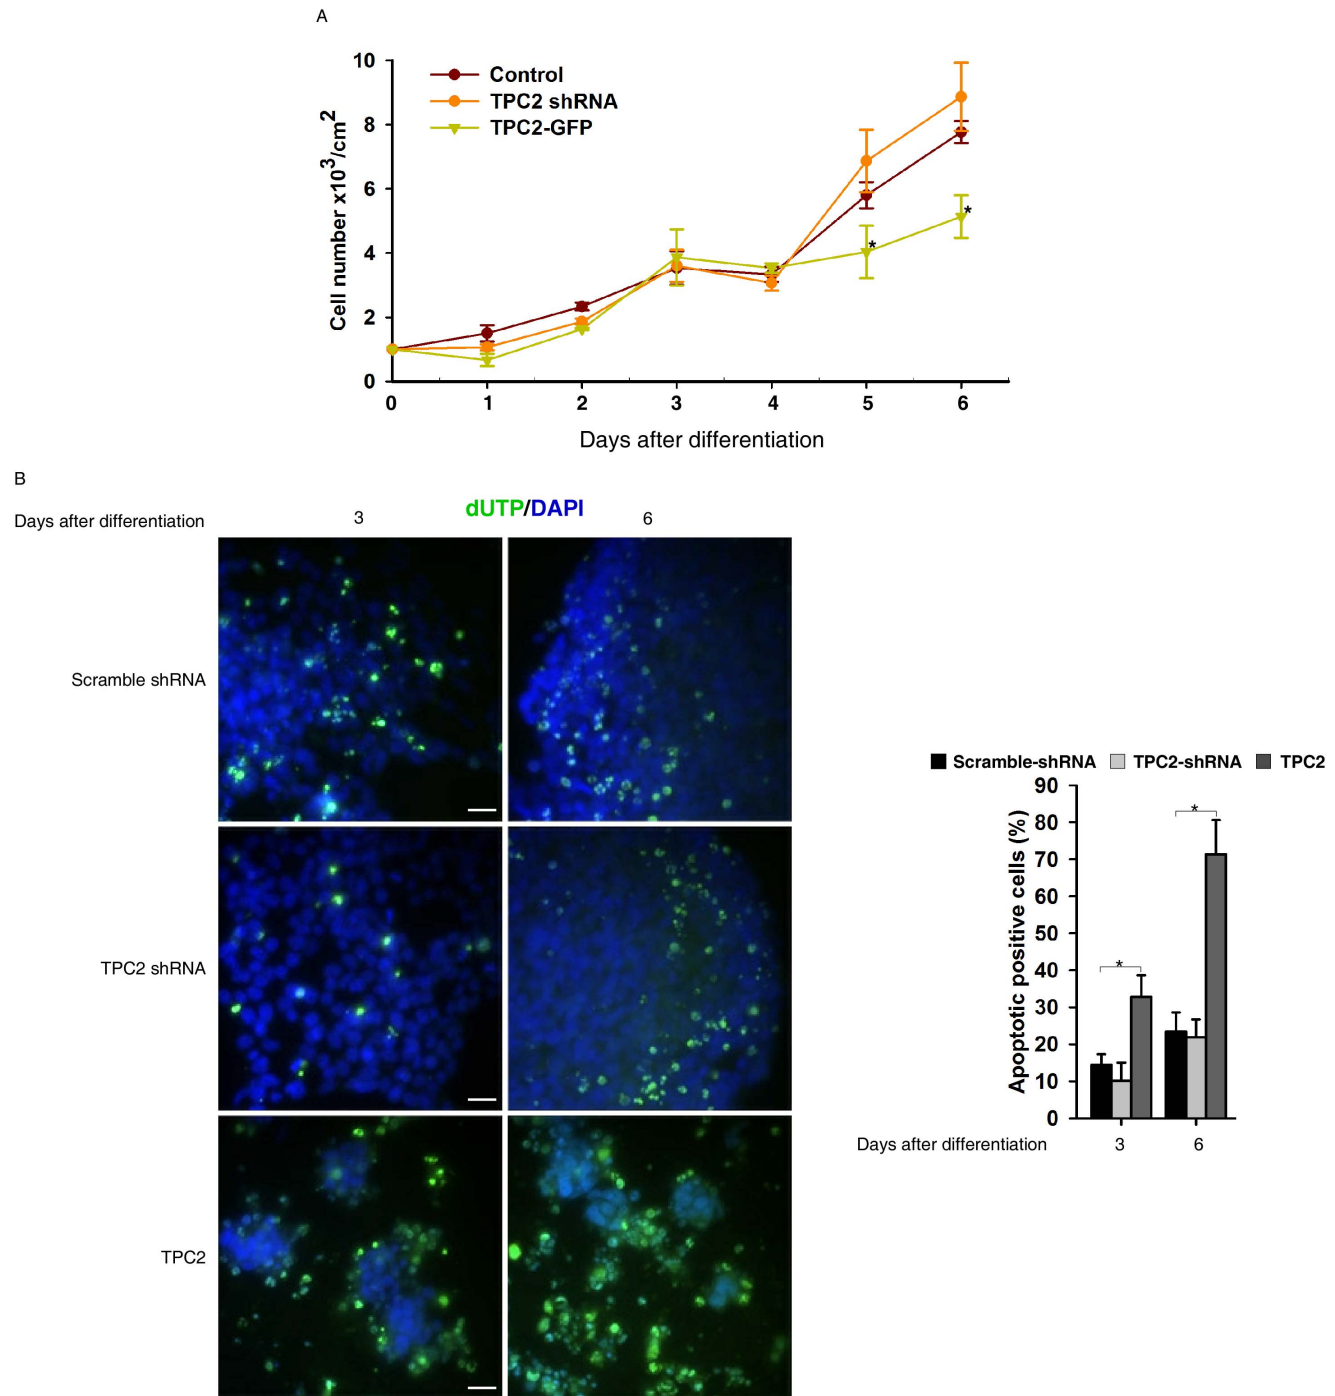 A
10
8
6
4
2
0
Cell number x10³/cm²
Control
TPC2 shRNA
TPC2-GFP
*
*
0 1 2 3 4 5 6
Days after differentiation
B
dUTP/DAPI
Days after differentiation 3 6
Scramble shRNA
TPC2 shRNA
TPC2
Scramble-shRNA TPC2-shRNA TPC2
90
80
70
60
50
40
30
20
10
0
Apoptotic positive cells (%)
*
*
Days after differentiation 3 6